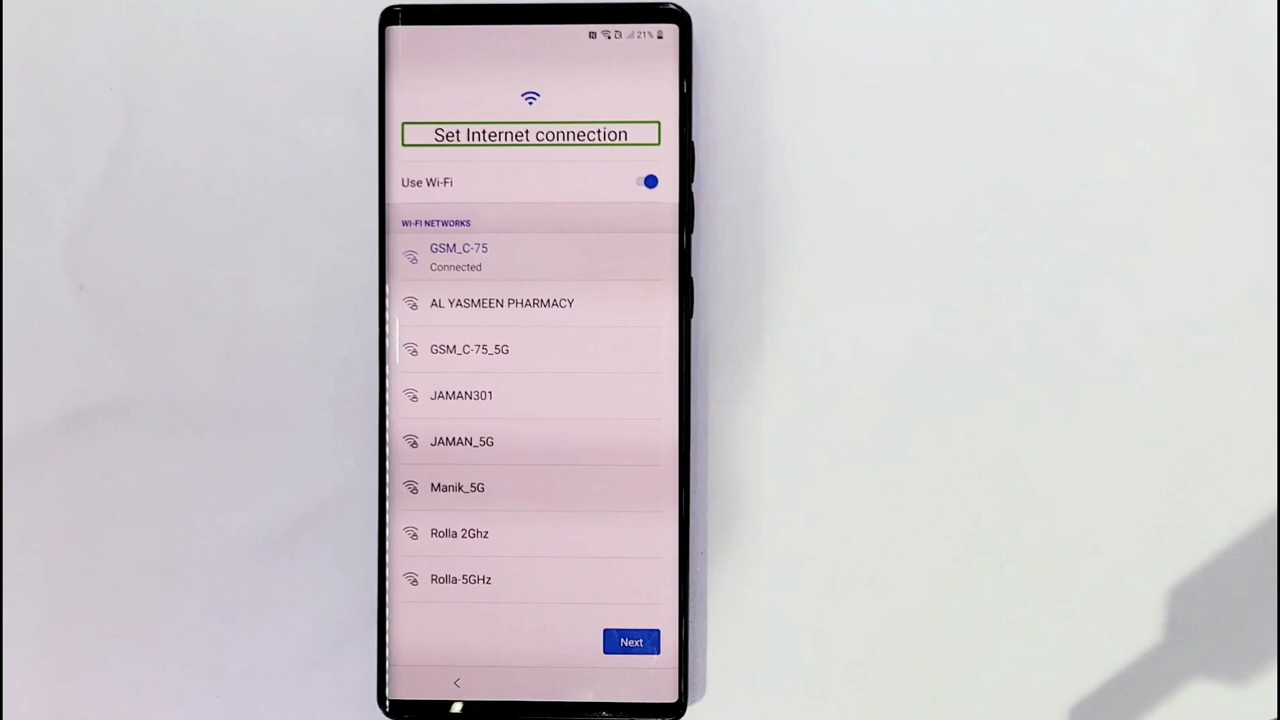 21%
Set Internet connection
Use Wi-Fi
WI-FI NETWORKS
GSM_C-75
Connected
AL YASMEEN PHARMACY
GSM_C-75_5G
JAMAN301
JAMAN_5G
Manik_5G
Rolla 2Ghz
Rolla-5GHz
Next